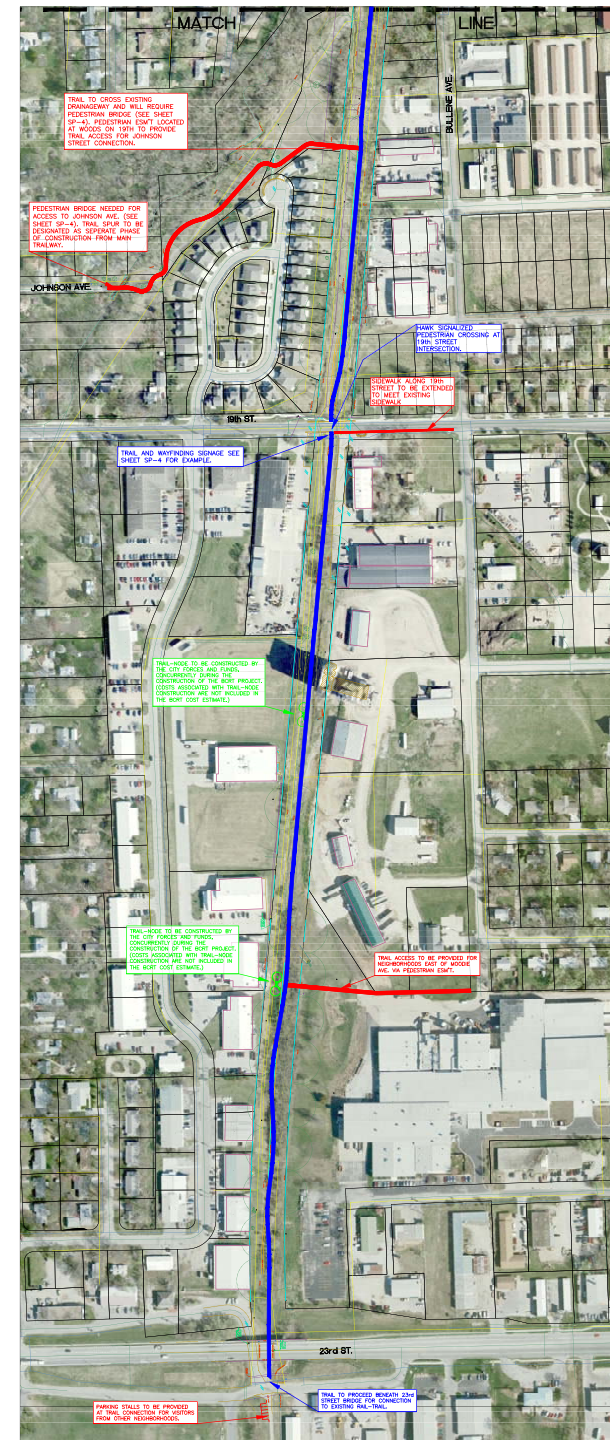 MATCH LINE
BULLENE AVE.
TRAIL TO CROSS EXISTING
DRAINAGEWAY AND WILL REQUIRE
PEDESTRIAN BRIDGE (SEE SHEET
SP-4). PEDESTRIAN ESM'T LOCATED
AT WOODS ON 19TH TO PROVIDE
TRAIL ACCESS FOR JOHNSON
STREET CONNECTION.
PEDESTRIAN BRIDGE NEEDED FOR
ACCESS TO JOHNSON AVE. (SEE
SHEET SP-4). TRAIL SPUR TO BE
DESIGNATED AS SEPERATE PHASE
OF CONSTRUCTION FROM MAIN
TRAILWAY.
JOHNSON AVE.
HAWK SIGNALIZED
PEDESTRIAN CROSSING AT
19th STREET
INTERSECTION.
SIDEWALK ALONG 19th
STREET TO BE EXTENDED
TO MEET EXISTING
SIDEWALK
19th ST.
TRAIL AND WAYFINDING SIGNAGE SEE
SHEET SP-4 FOR EXAMPLE.
TRAIL-NODE TO BE CONSTRUCTED BY
THE CITY FORCES AND FUNDS,
CONCURRENTLY DURING THE
CONSTRUCTION OF THE BCRT PROJECT.
(COSTS ASSOCIATED WITH TRAIL-NODE
CONSTRUCTION ARE NOT INCLUDED IN
THE BCRT COST ESTIMATE.)
TRAIL-NODE TO BE CONSTRUCTED BY
THE CITY FORCES AND FUNDS,
CONCURRENTLY DURING THE
CONSTRUCTION OF THE BCRT PROJECT.
(COSTS ASSOCIATED WITH TRAIL-NODE
CONSTRUCTION ARE NOT INCLUDED IN
THE BCRT COST ESTIMATE.)
TRAIL ACCESS TO BE PROVIDED FOR
NEIGHBORHOODS EAST OF MOODIE
AVE. VIA PEDESTRIAN ESM'T.
23rd ST.
TRAIL TO PROCEED BENEATH 23rd
STREET BRIDGE FOR CONNECTION
TO EXISTING RAIL-TRAIL.
PARKING STALLS TO BE PROVIDED
AT TRAIL CONNECTION FOR VISITORS
FROM OTHER NEIGHBORHOODS.